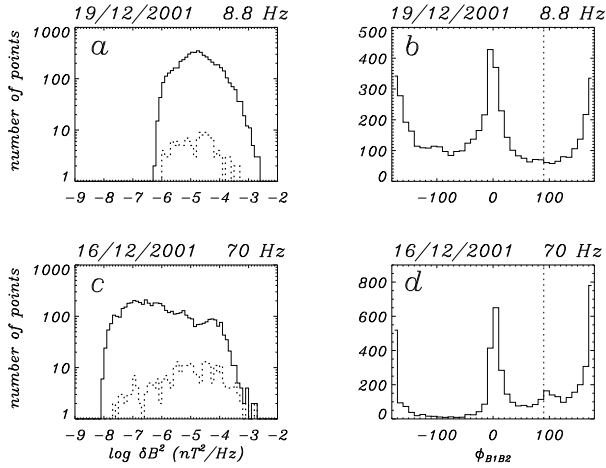 19/12/2001 8.8 Hz
19/12/2001 8.8 Hz
a
b
number of points
1000
100
10
1
-9 -8 -7 -6 -5 -4 -3 -2
500
400
300
200
100
0
-100 0 100
16/12/2001 70 Hz
16/12/2001 70 Hz
c
d
number of points
1000
100
10
1
-9 -8 -7 -6 -5 -4 -3 -2
log δB² (nT²/Hz)
800
600
400
200
0
-100 0 100
ϕB1B2